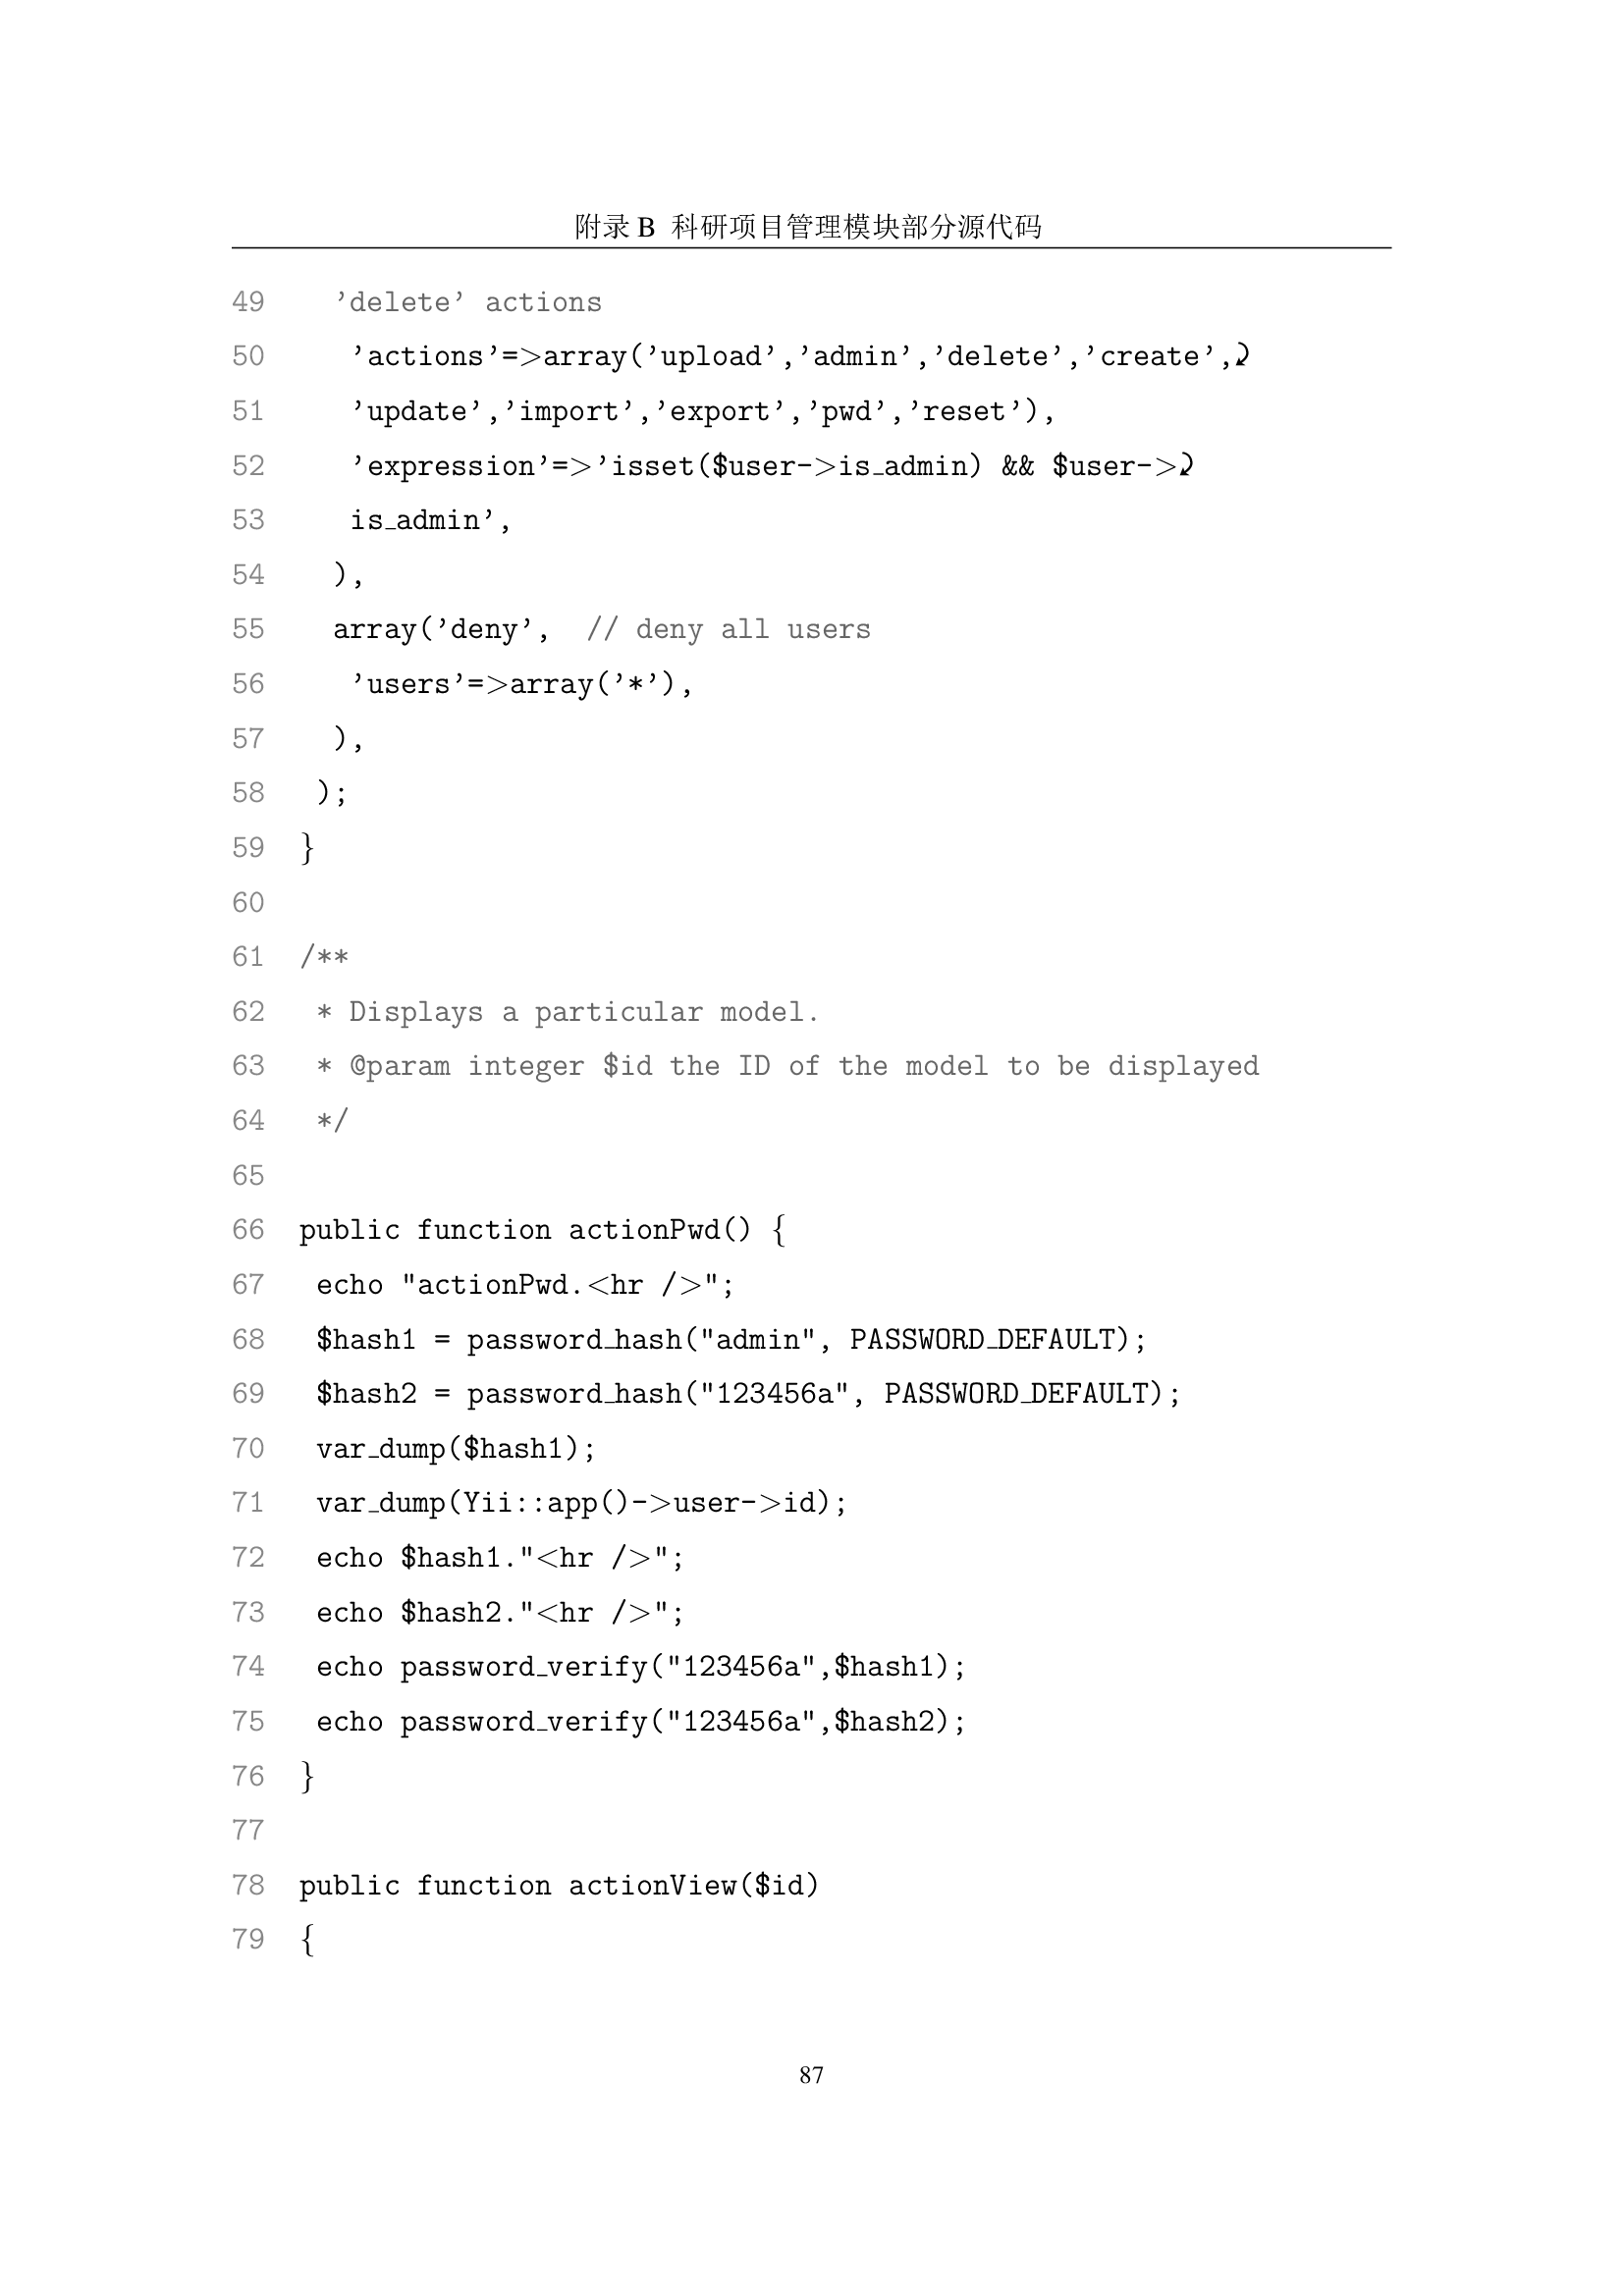 附录 B 科研项目管理模块部分源代码
49    'delete' actions
50     'actions'=>array('upload','admin','delete','create',⤸
51     'update','import','export','pwd','reset'),
52     'expression'=>'isset($user->is_admin) && $user->⤸
53     is_admin',
54    ),
55    array('deny',  // deny all users
56     'users'=>array('*'),
57    ),
58   );
59  }
60
61  /**
62   * Displays a particular model.
63   * @param integer $id the ID of the model to be displayed
64   */
65
66  public function actionPwd() {
67   echo "actionPwd.<hr />";
68   $hash1 = password_hash("admin", PASSWORD_DEFAULT);
69   $hash2 = password_hash("123456a", PASSWORD_DEFAULT);
70   var_dump($hash1);
71   var_dump(Yii::app()->user->id);
72   echo $hash1."<hr />";
73   echo $hash2."<hr />";
74   echo password_verify("123456a",$hash1);
75   echo password_verify("123456a",$hash2);
76  }
77
78  public function actionView($id)
79  {
87